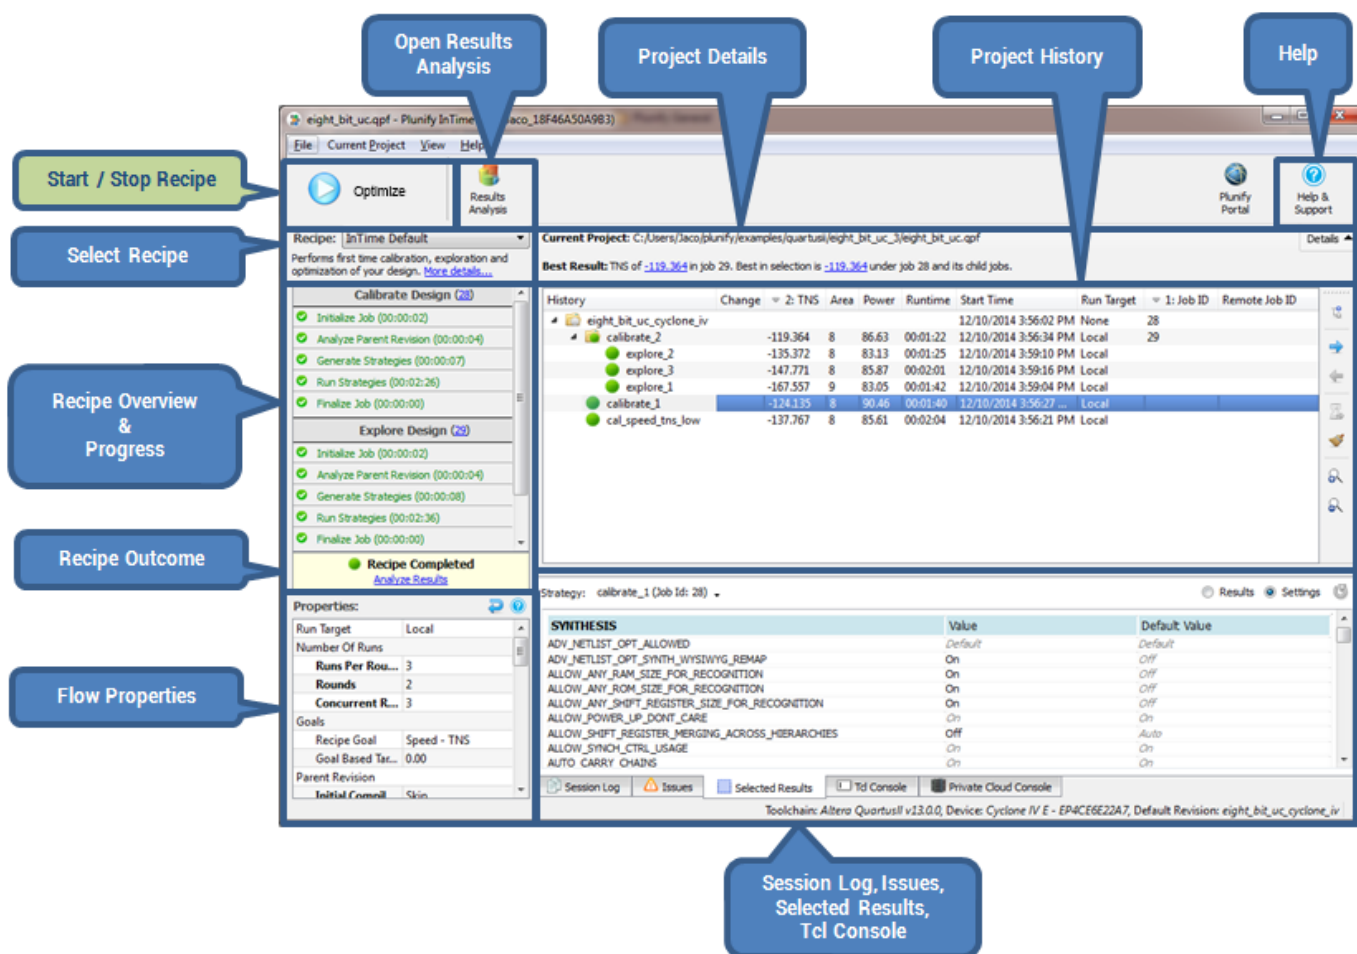 Open Results
Analysis
Project Details
Project History
Help
Start / Stop Recipe
Select Recipe
Recipe Overview
&
Progress
Recipe Outcome
Flow Properties
Session Log, Issues,
Selected Results,
Tcl Console
eight_bit_uc.qpf - Plunify InTime Jaco_18F46A50A9B3)
File Current Project View Help
Optimize
Results
Analysis
Plunify
Portal
Help &
Support
Recipe: InTime Default
Performs first time calibration, exploration and
optimization of your design. More details...
Current Project: C:/Users/Jaco/plunify/examples/quartusii/eight_bit_uc_3/eight_bit_uc.qpf
Details
Best Result: TNS of -119.364 in job 29. Best in selection is -119.364 under job 28 and its child jobs.
Calibrate Design (28)
Initialize Job (00:00:02)
Analyze Parent Revision (00:00:04)
Generate Strategies (00:00:07)
Run Strategies (00:02:26)
Finalize Job (00:00:00)
Explore Design (29)
Initialize Job (00:00:02)
Analyze Parent Revision (00:00:04)
Generate Strategies (00:00:08)
Run Strategies (00:02:36)
Finalize Job (00:00:00)
Recipe Completed
Analyze Results
History Change 2: TNS Area Power Runtime Start Time Run Target 1: Job ID Remote Job ID
eight_bit_uc_cyclone_iv 12/10/2014 3:56:02 PM None 28
calibrate_2 -119.364 8 86.63 00:01:22 12/10/2014 3:56:34 PM Local 29
explore_2 -135.372 8 83.13 00:01:25 12/10/2014 3:59:10 PM Local
explore_3 -147.771 8 85.87 00:02:01 12/10/2014 3:59:16 PM Local
explore_1 -167.557 9 83.05 00:01:42 12/10/2014 3:59:04 PM Local
calibrate_1 -124.135 8 90.46 00:01:40 12/10/2014 3:56:27 ... Local
cal_speed_tns_low -137.767 8 85.61 00:02:04 12/10/2014 3:56:21 PM Local
Properties:
Run Target Local
Number Of Runs
Runs Per Rou... 3
Rounds 2
Concurrent R... 3
Goals
Recipe Goal Speed - TNS
Goal Based Tar... 0.00
Parent Revision
Initial Compil Skip
Strategy: calibrate_1 (Job Id: 28)
Results Settings
SYNTHESIS Value Default Value
ADV_NETLIST_OPT_ALLOWED Default Default
ADV_NETLIST_OPT_SYNTH_WYSIWYG_REMAP On Off
ALLOW_ANY_RAM_SIZE_FOR_RECOGNITION On Off
ALLOW_ANY_ROM_SIZE_FOR_RECOGNITION On Off
ALLOW_ANY_SHIFT_REGISTER_SIZE_FOR_RECOGNITION On Off
ALLOW_POWER_UP_DONT_CARE On On
ALLOW_SHIFT_REGISTER_MERGING_ACROSS_HIERARCHIES Off Auto
ALLOW_SYNCH_CTRL_USAGE On On
AUTO_CARRY_CHAINS On On
Session Log Issues Selected Results Tcl Console Private Cloud Console
Toolchain: Altera QuartusII v13.0.0, Device: Cyclone IV E - EP4CE6E22A7, Default Revision: eight_bit_uc_cyclone_iv